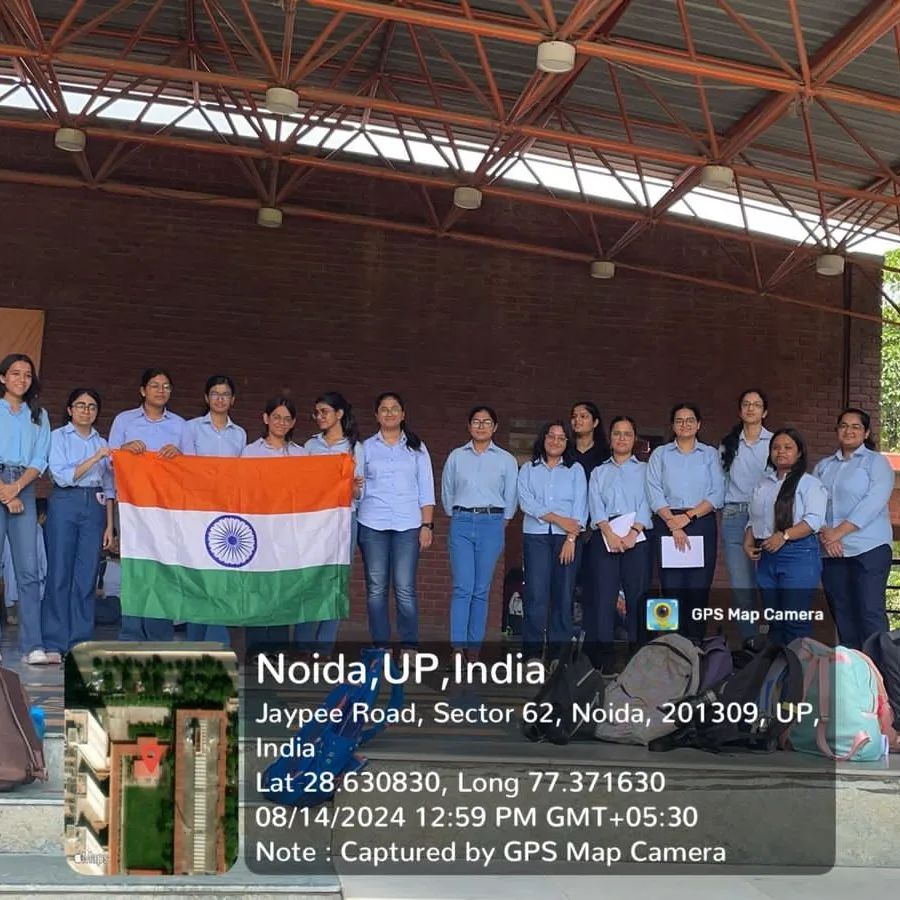 GPS Map Camera
Noida,UP,India
Jaypee Road, Sector 62, Noida, 201309, UP,
India
Lat 28.630830, Long 77.371630
08/14/2024 12:59 PM GMT+05:30
Note : Captured by GPS Map Camera